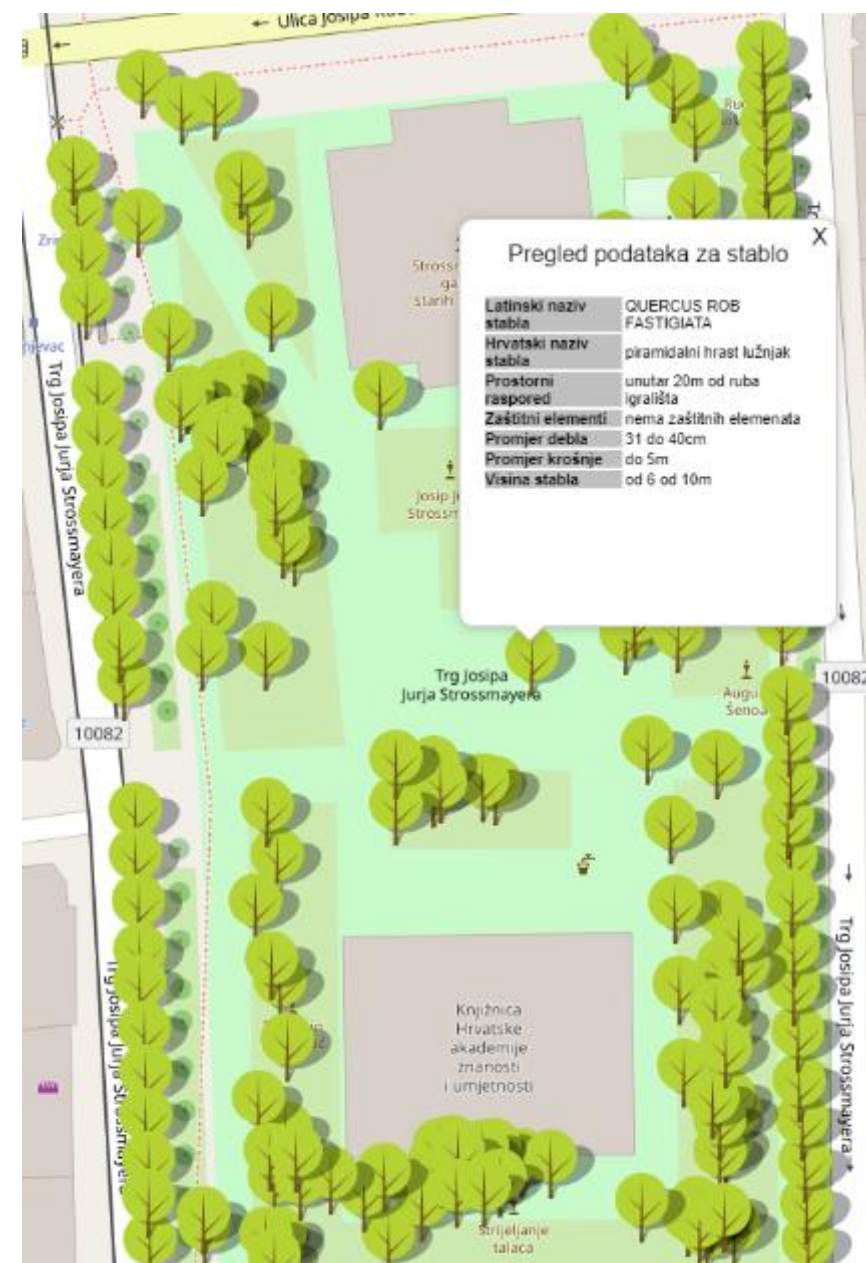 ← Ulica Josipa
Pregled podataka za stablo
X
Latinski naziv stabla QUERCUS ROB FASTIGIATA
Hrvatski naziv stabla piramidalni hrast lužnjak
Prostorni raspored unutar 20m od ruba igrališta
Zaštitni elementi nema zaštitnih elemenata
Promjer debla 31 do 40cm
Promjer krošnje do 5m
Visina stabla od 6 od 10m
Trg Josipa Jurja Strossmayera
Josip
Trg Josipa
Jurja Strossmayera
Šenoa
10082
10082
Trg Josipa Jurja Strossmayera
Trg Josipa Jurja Strossmayera
Knjižnica
Hrvatske
akademije
znanosti
i umjetnosti
Strijeljanje
talaca